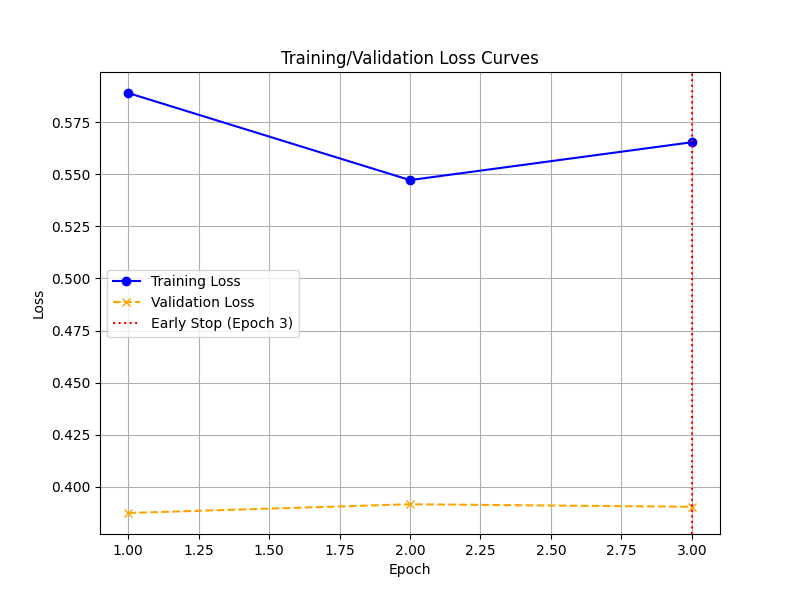 Training/Validation Loss Curves
0.575
0.550
0.525
0.500
0.475
0.450
0.425
0.400
Loss
Training Loss
Validation Loss
Early Stop (Epoch 3)
1.00 1.25 1.50 1.75 2.00 2.25 2.50 2.75 3.00
Epoch